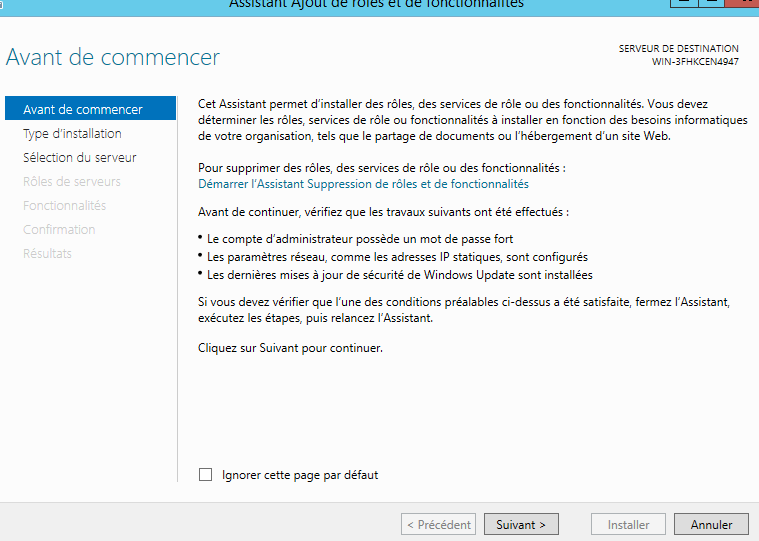 Assistant Ajout de rôles et de fonctionnalités
Avant de commencer
SERVEUR DE DESTINATION
WIN-3FHKCEN4947
Avant de commencer
Type d'installation
Sélection du serveur
Rôles de serveurs
Fonctionnalités
Confirmation
Résultats
Cet Assistant permet d'installer des rôles, des services de rôle ou des fonctionnalités. Vous devez
déterminer les rôles, services de rôle ou fonctionnalités à installer en fonction des besoins informatiques
de votre organisation, tels que le partage de documents ou l'hébergement d'un site Web.
Pour supprimer des rôles, des services de rôle ou des fonctionnalités :
Démarrer l'Assistant Suppression de rôles et de fonctionnalités
Avant de continuer, vérifiez que les travaux suivants ont été effectués :
• Le compte d'administrateur possède un mot de passe fort
• Les paramètres réseau, comme les adresses IP statiques, sont configurés
• Les dernières mises à jour de sécurité de Windows Update sont installées
Si vous devez vérifier que l'une des conditions préalables ci-dessus a été satisfaite, fermez l'Assistant,
exécutez les étapes, puis relancez l'Assistant.
Cliquez sur Suivant pour continuer.
Ignorer cette page par défaut
< Précédent
Suivant >
Installer
Annuler